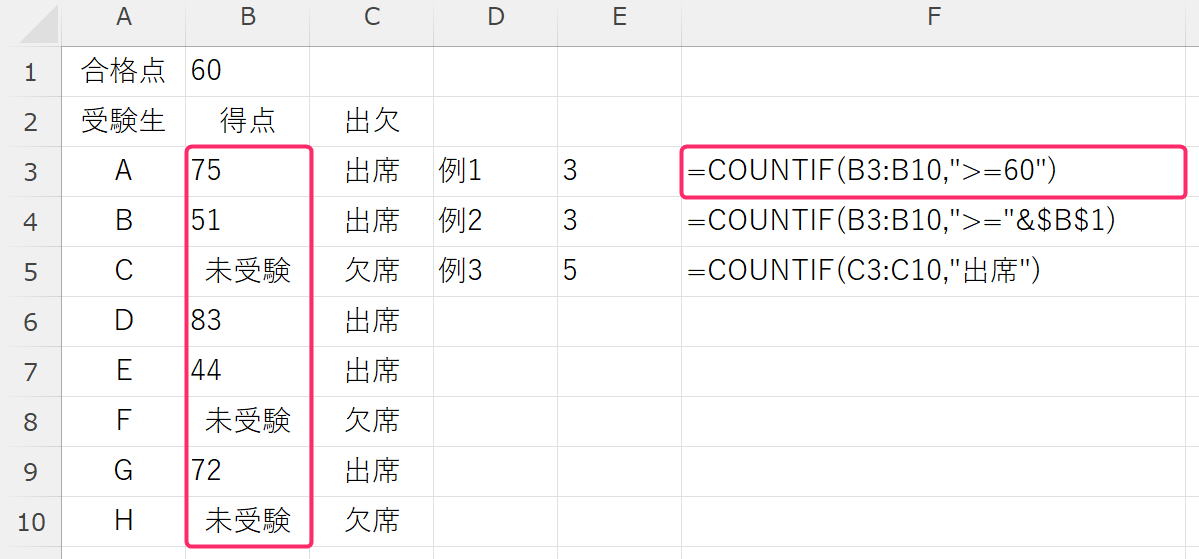 A B C D E F
1 合格点 60
2 受験生 得点 出欠
3 A 75 出席 例1 3 =COUNTIF(B3:B10,">=60")
4 B 51 出席 例2 3 =COUNTIF(B3:B10,">="&$B$1)
5 C 未受験 欠席 例3 5 =COUNTIF(C3:C10,"出席")
6 D 83 出席
7 E 44 出席
8 F 未受験 欠席
9 G 72 出席
10 H 未受験 欠席